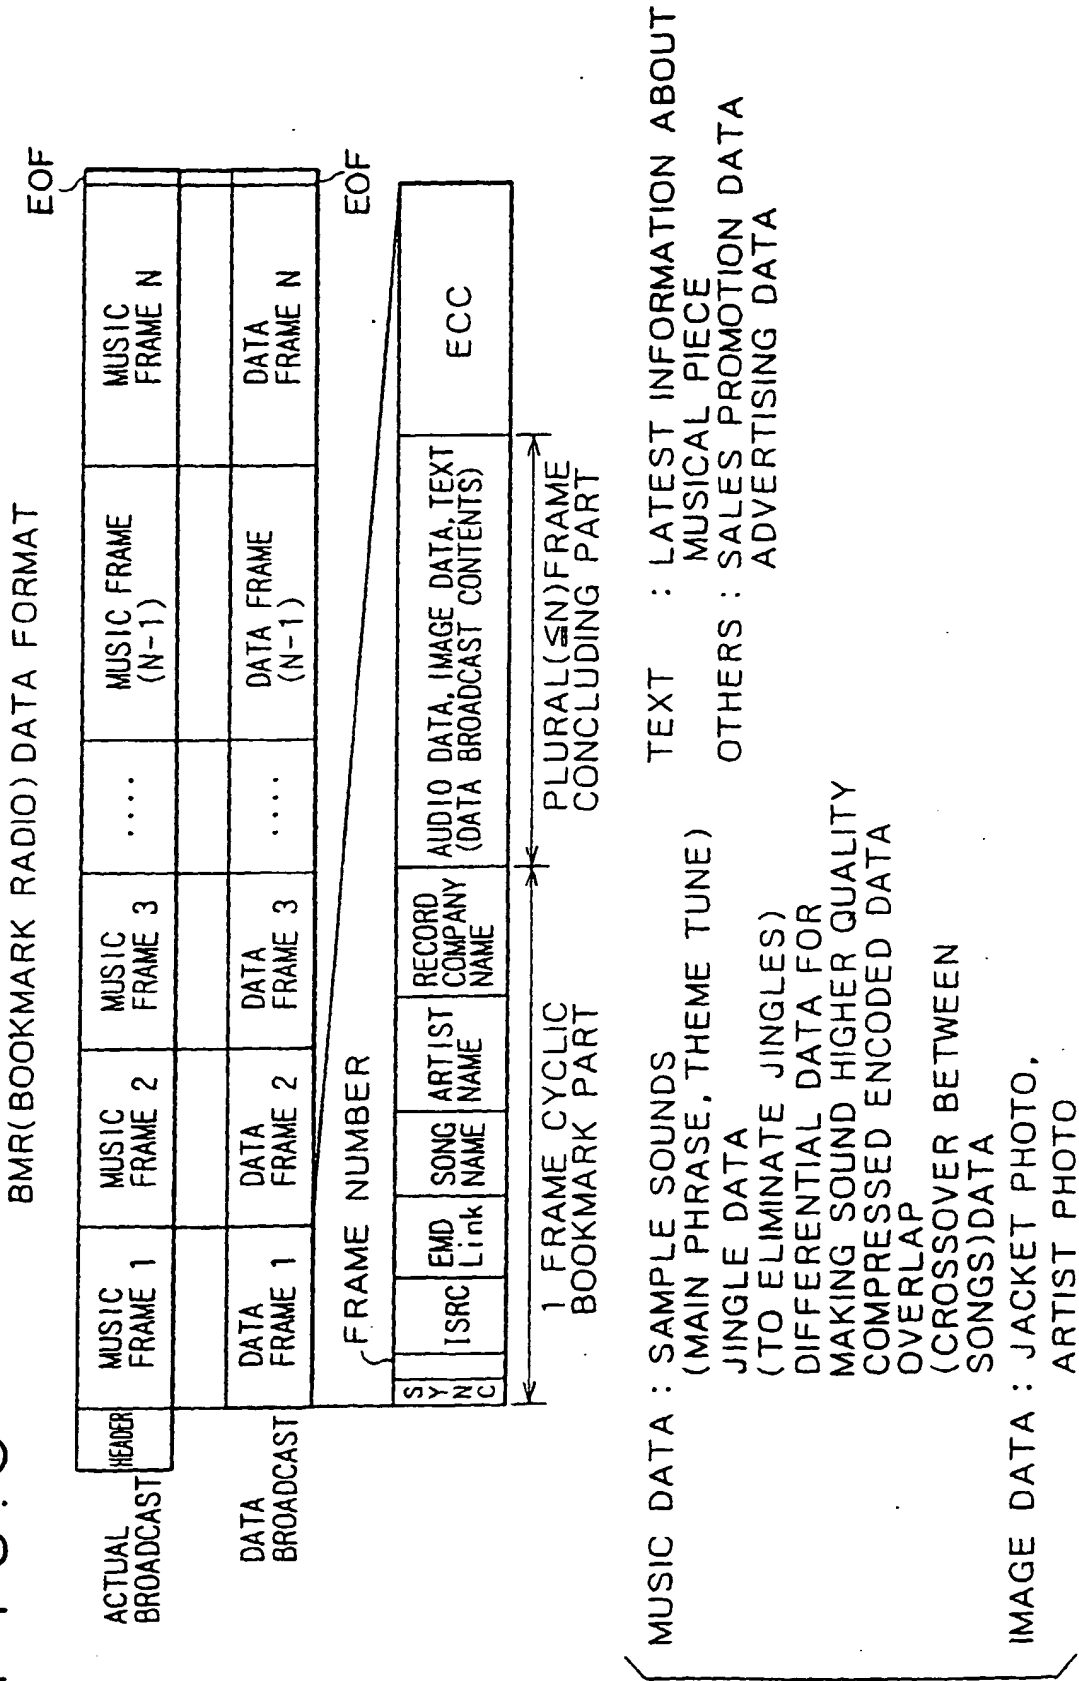 BMR(BOOKMARK RADIO) DATA FORMAT
EOF
ACTUAL
BROADCAST
HEADER
MUSIC
FRAME 1
MUSIC
FRAME 2
MUSIC
FRAME 3
....
MUSIC FRAME
(N-1)
MUSIC
FRAME N
DATA
BROADCAST
DATA
FRAME 1
DATA
FRAME 2
DATA
FRAME 3
....
DATA FRAME
(N-1)
DATA
FRAME N
EOF
FRAME NUMBER
SYNC
ISRC
EMD
Link
SONG
NAME
ARTIST
NAME
RECORD
COMPANY
NAME
AUDIO DATA, IMAGE DATA, TEXT
(DATA BROADCAST CONTENTS)
ECC
1 FRAME CYCLIC
BOOKMARK PART
PLURAL(≦N)FRAME
CONCLUDING PART
MUSIC DATA : SAMPLE SOUNDS
(MAIN PHRASE, THEME TUNE)
JINGLE DATA
(TO ELIMINATE JINGLES)
DIFFERENTIAL DATA FOR
MAKING SOUND HIGHER QUALITY
COMPRESSED ENCODED DATA
OVERLAP
(CROSSOVER BETWEEN
SONGS)DATA
IMAGE DATA : JACKET PHOTO,
ARTIST PHOTO
TEXT : LATEST INFORMATION ABOUT
MUSICAL PIECE
OTHERS : SALES PROMOTION DATA
ADVERTISING DATA